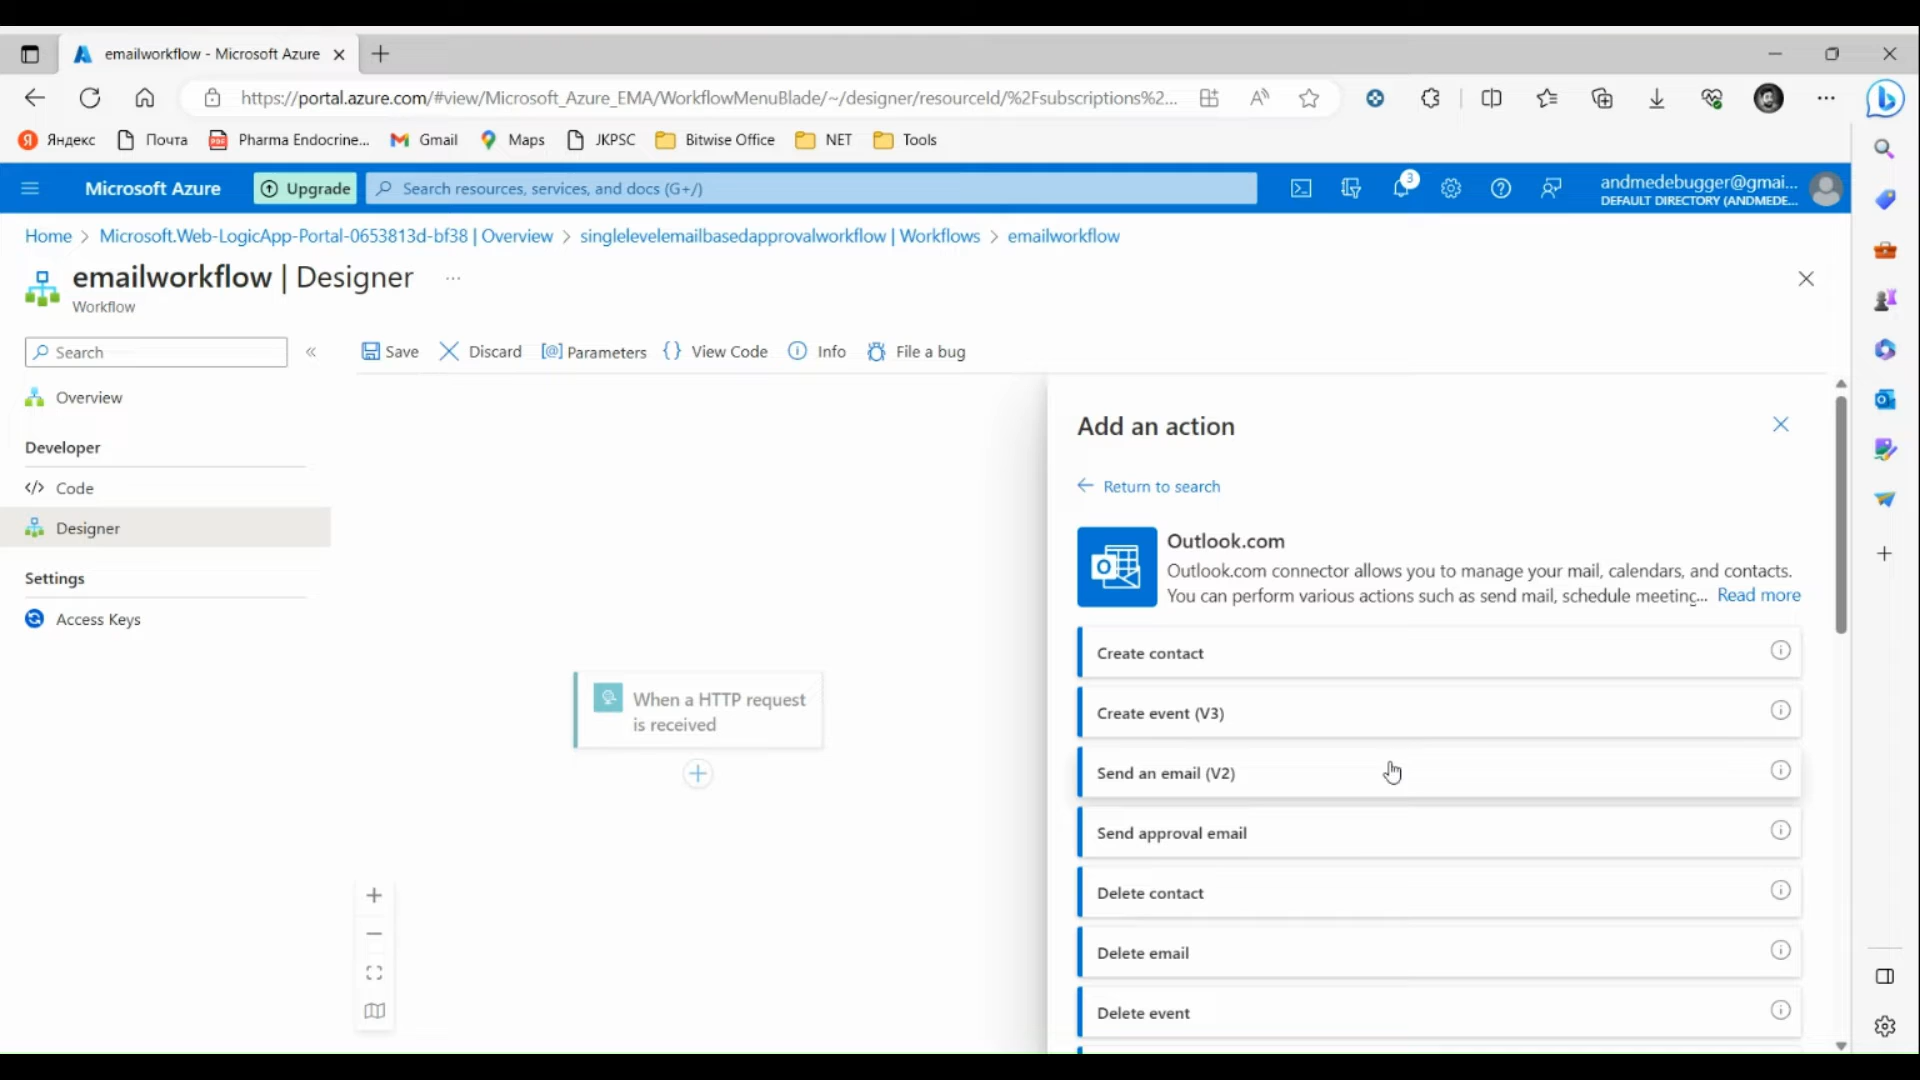 emailworkflow - Microsoft Azure
https://portal.azure.com/#view/Microsoft_Azure_EMA/WorkflowMenuBlade/~/designer/resourceId/%2Fsubscriptions%2...
Яндекс Почта Pharma Endocrine... Gmail Maps JKPSC Bitwise Office NET Tools
Microsoft Azure Upgrade Search resources, services, and docs (G+/) 3 andmedebugger@gmai...
DEFAULT DIRECTORY (ANDMEDE...
Home > Microsoft.Web-LogicApp-Portal-0653813d-bf38 | Overview > singlelevelemailbasedapprovalworkflow | Workflows > emailworkflow
emailworkflow | Designer ...
Workflow
Search «
Save Discard Parameters View Code Info File a bug
Overview
Developer
Code
Designer
Settings
Access Keys
When a HTTP request
is received
Add an action
Return to search
Outlook.com
Outlook.com connector allows you to manage your mail, calendars, and contacts.
You can perform various actions such as send mail, schedule meeting... Read more
Create contact
Create event (V3)
Send an email (V2)
Send approval email
Delete contact
Delete email
Delete event